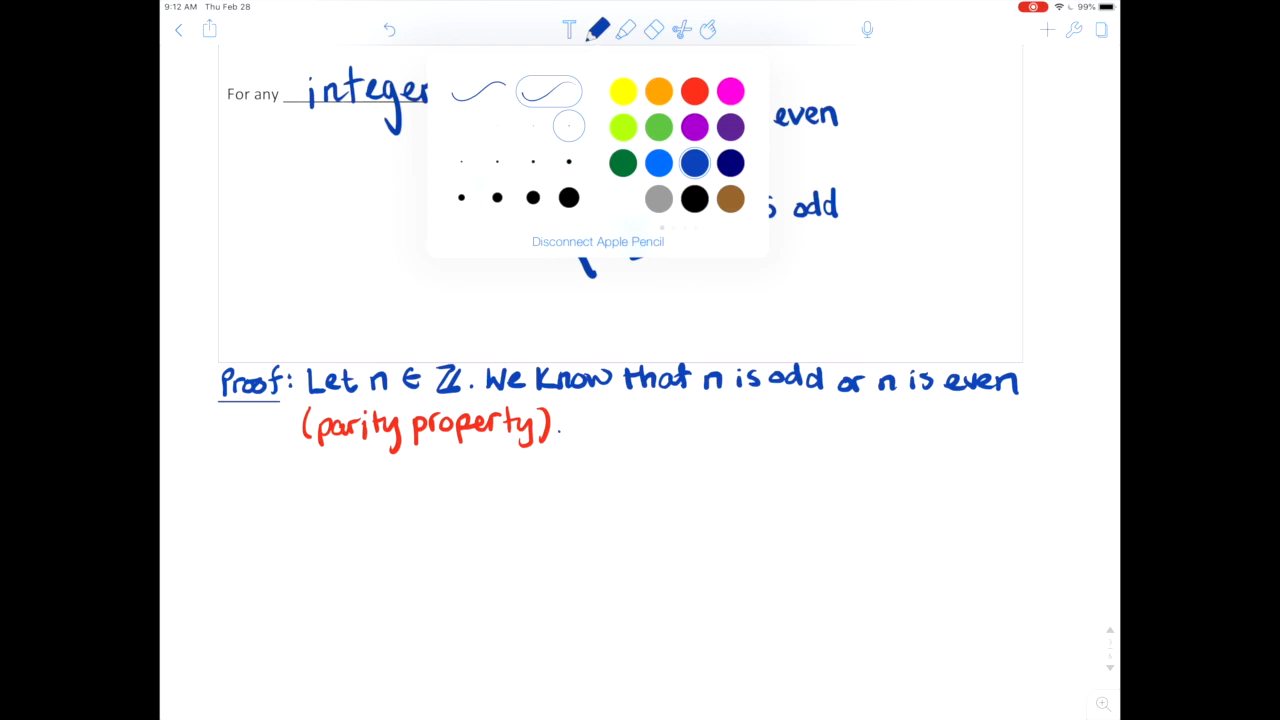 9:12 AM Thu Feb 28
99%
For any integer
even
s odd
Disconnect Apple Pencil
Proof: Let n ∈ ℤ. We know that n is odd or n is even
(parity property).